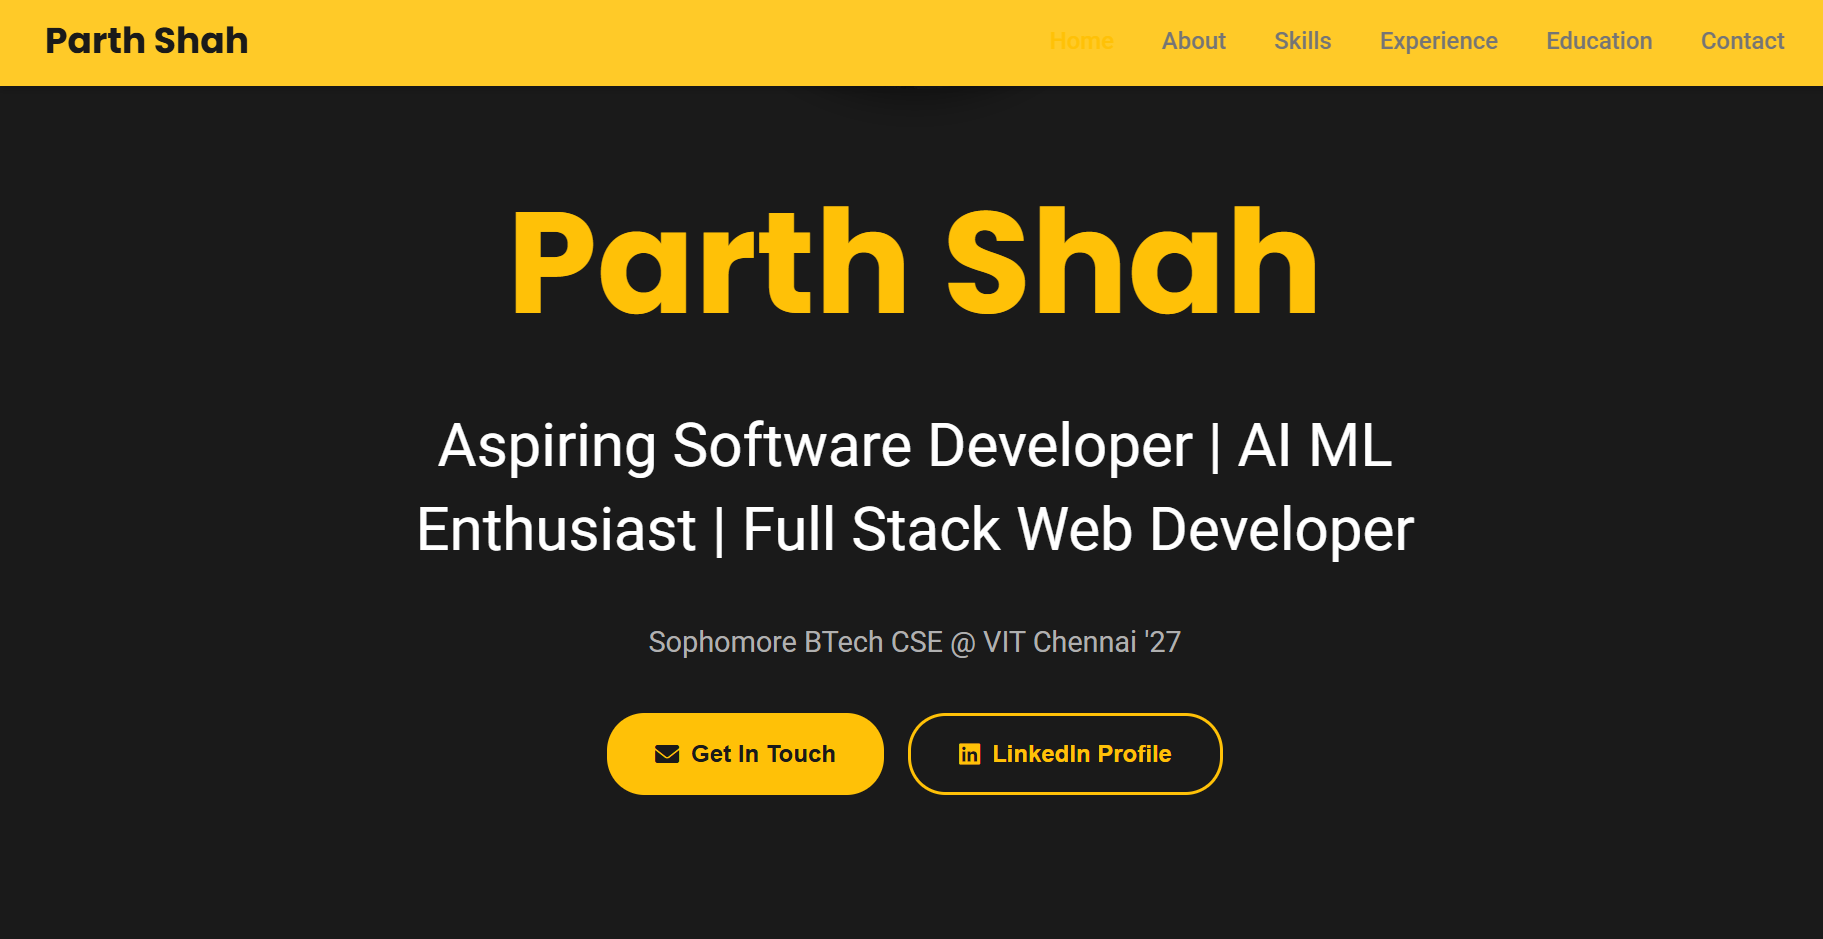 Parth Shah
Home About Skills Experience Education Contact
Parth Shah
Aspiring Software Developer | AI ML
Enthusiast | Full Stack Web Developer
Sophomore BTech CSE @ VIT Chennai '27
Get In Touch
LinkedIn Profile